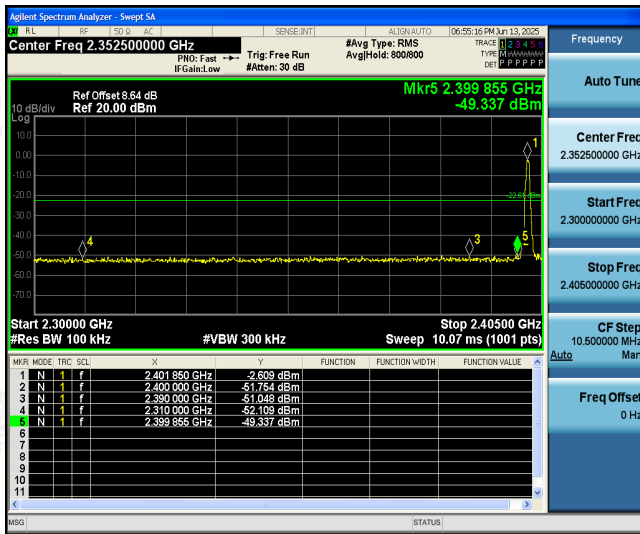 Agilent Spectrum Analyzer - Swept SA
RL RF 50 Ω AC SENSE:INT ALIGN AUTO 06:55:16 PM Jun 13, 2025
Center Freq 2.352500000 GHz
PNO: Fast
IFGain:Low
Trig: Free Run
#Atten: 30 dB
#Avg Type: RMS
Avg|Hold: 800/800
TRACE 1 2 3 4 5 6
TYPE M
DET P P P P P P
Mkr5 2.399 855 GHz
-49.337 dBm
Ref Offset 8.64 dB
10 dB/div Ref 20.00 dBm
Log
10.0
0.00
-10.0
-20.0
-30.0
-40.0
-50.0
-60.0
-70.0
1
3
4
5
Start 2.30000 GHz Stop 2.40500 GHz
#Res BW 100 kHz #VBW 300 kHz Sweep 10.07 ms (1001 pts)
MKR MODE TRC SCL X Y FUNCTION FUNCTION WIDTH FUNCTION VALUE
1 N 1 f 2.401 850 GHz -2.609 dBm
2 N 1 f 2.400 000 GHz -51.754 dBm
3 N 1 f 2.390 000 GHz -51.048 dBm
4 N 1 f 2.310 000 GHz -52.109 dBm
5 N 1 f 2.399 855 GHz -49.337 dBm
6
7
8
9
10
11
MSG STATUS
Frequency
Auto Tune
Center Freq
2.352500000 GHz
Start Freq
2.300000000 GHz
Stop Freq
2.405000000 GHz
CF Step
10.500000 MHz
Auto Man
Freq Offset
0 Hz